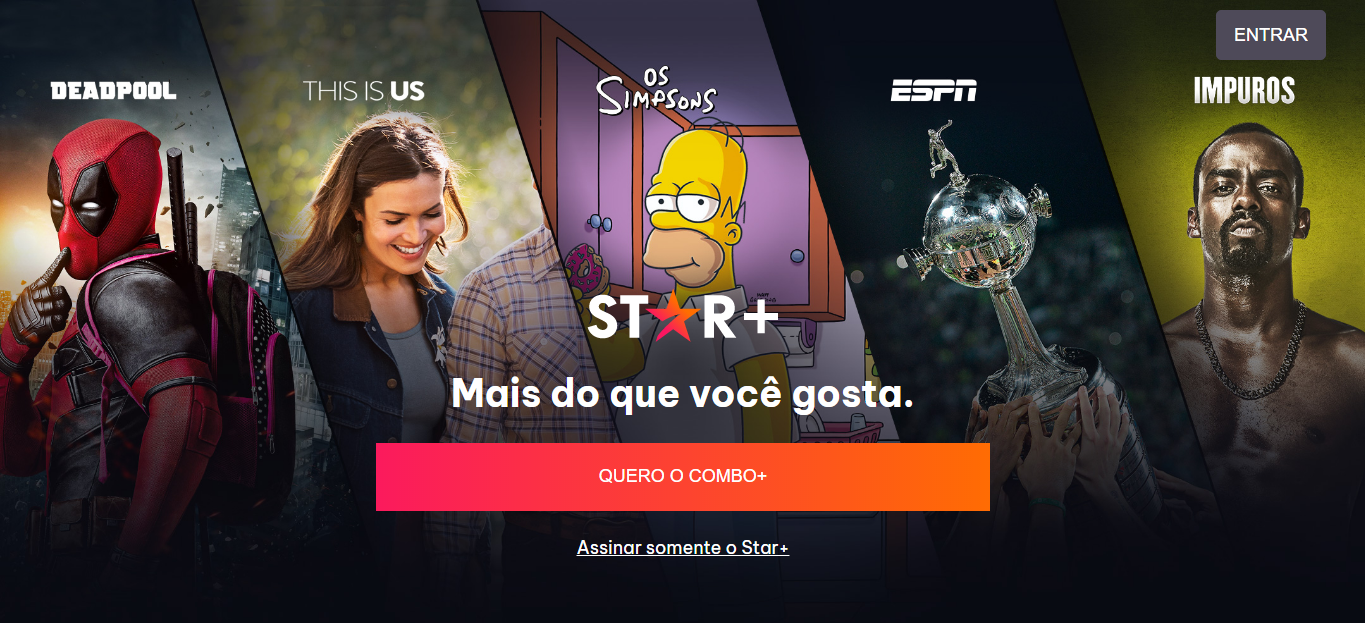 ENTRAR
DEADPOOL
THIS IS US
OS
SIMPSONS
ESPN
IMPUROS
STAR+
Mais do que você gosta.
QUERO O COMBO+
Assinar somente o Star+